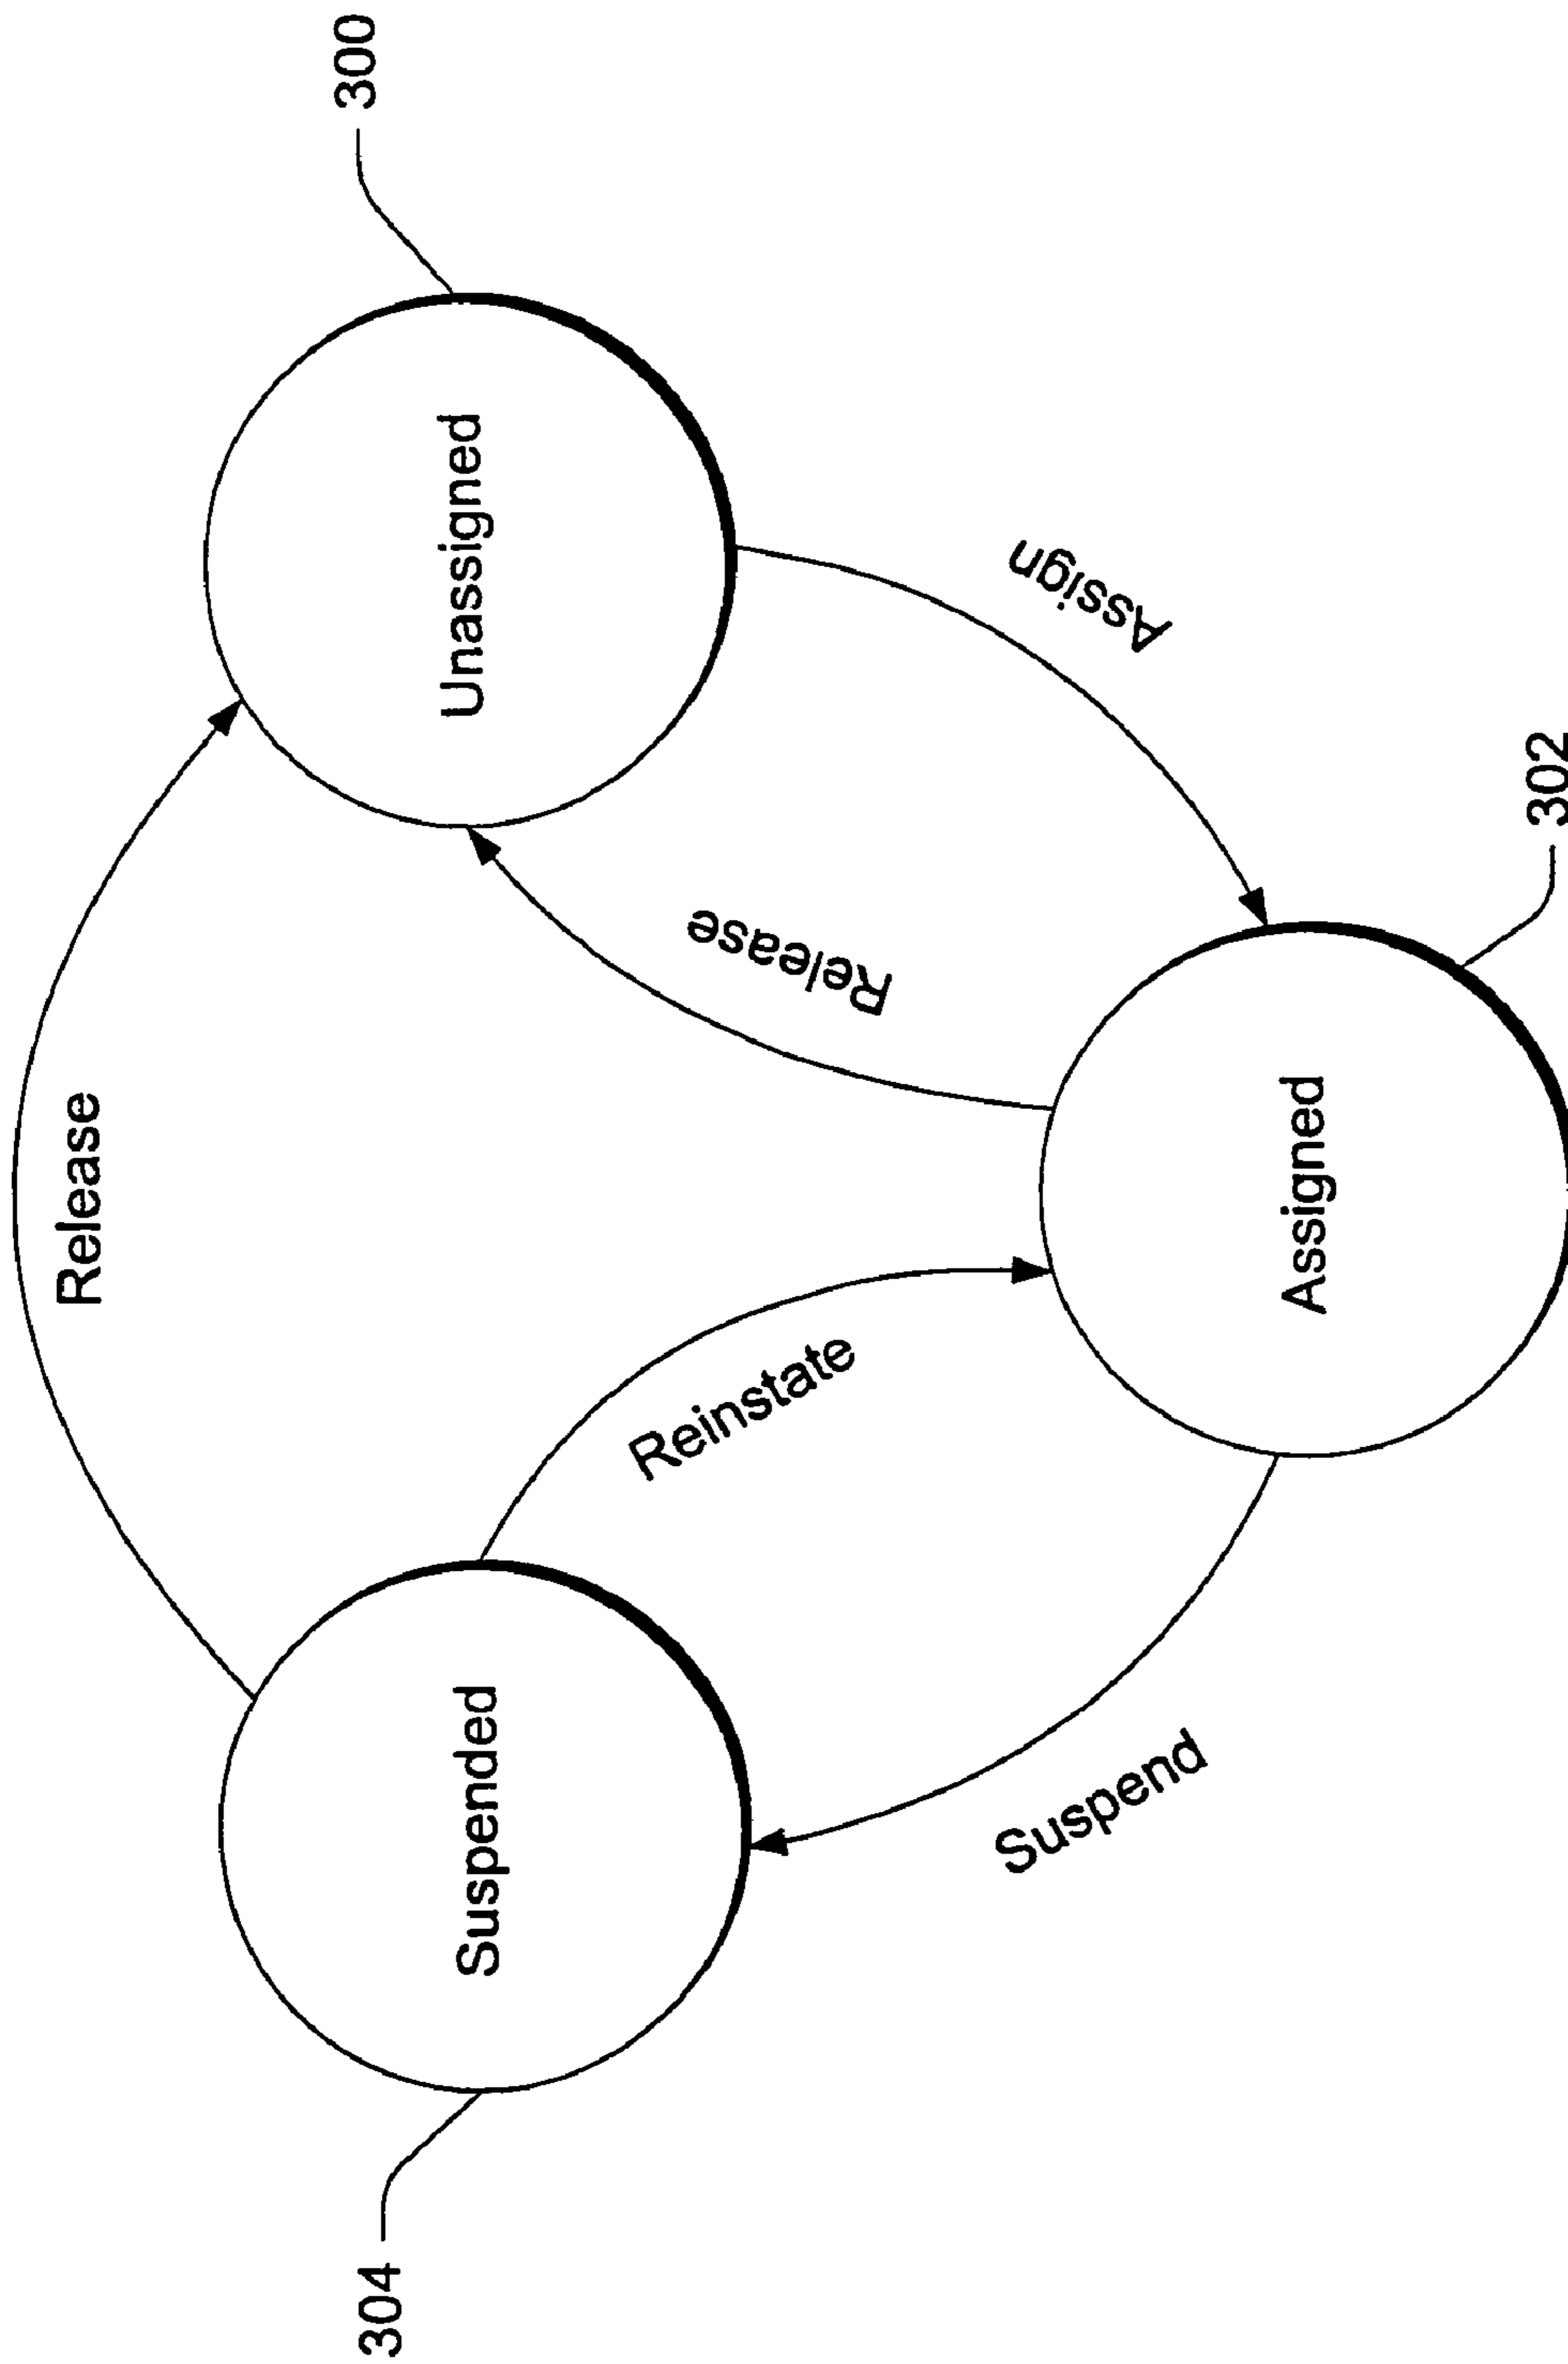 Release
304
300
Suspended
Unassigned
Reinstate
Release
Suspend
Assign
Assigned
302